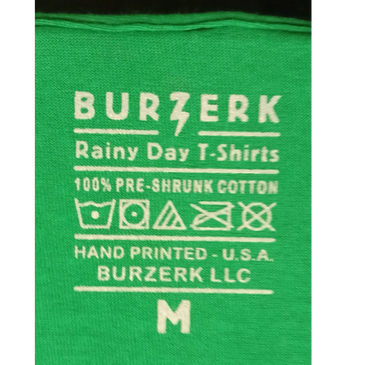 BURZERK
Rainy Day T-Shirts
100% PRE-SHRUNK COTTON
HAND PRINTED - U.S.A.
BURZERK LLC
M